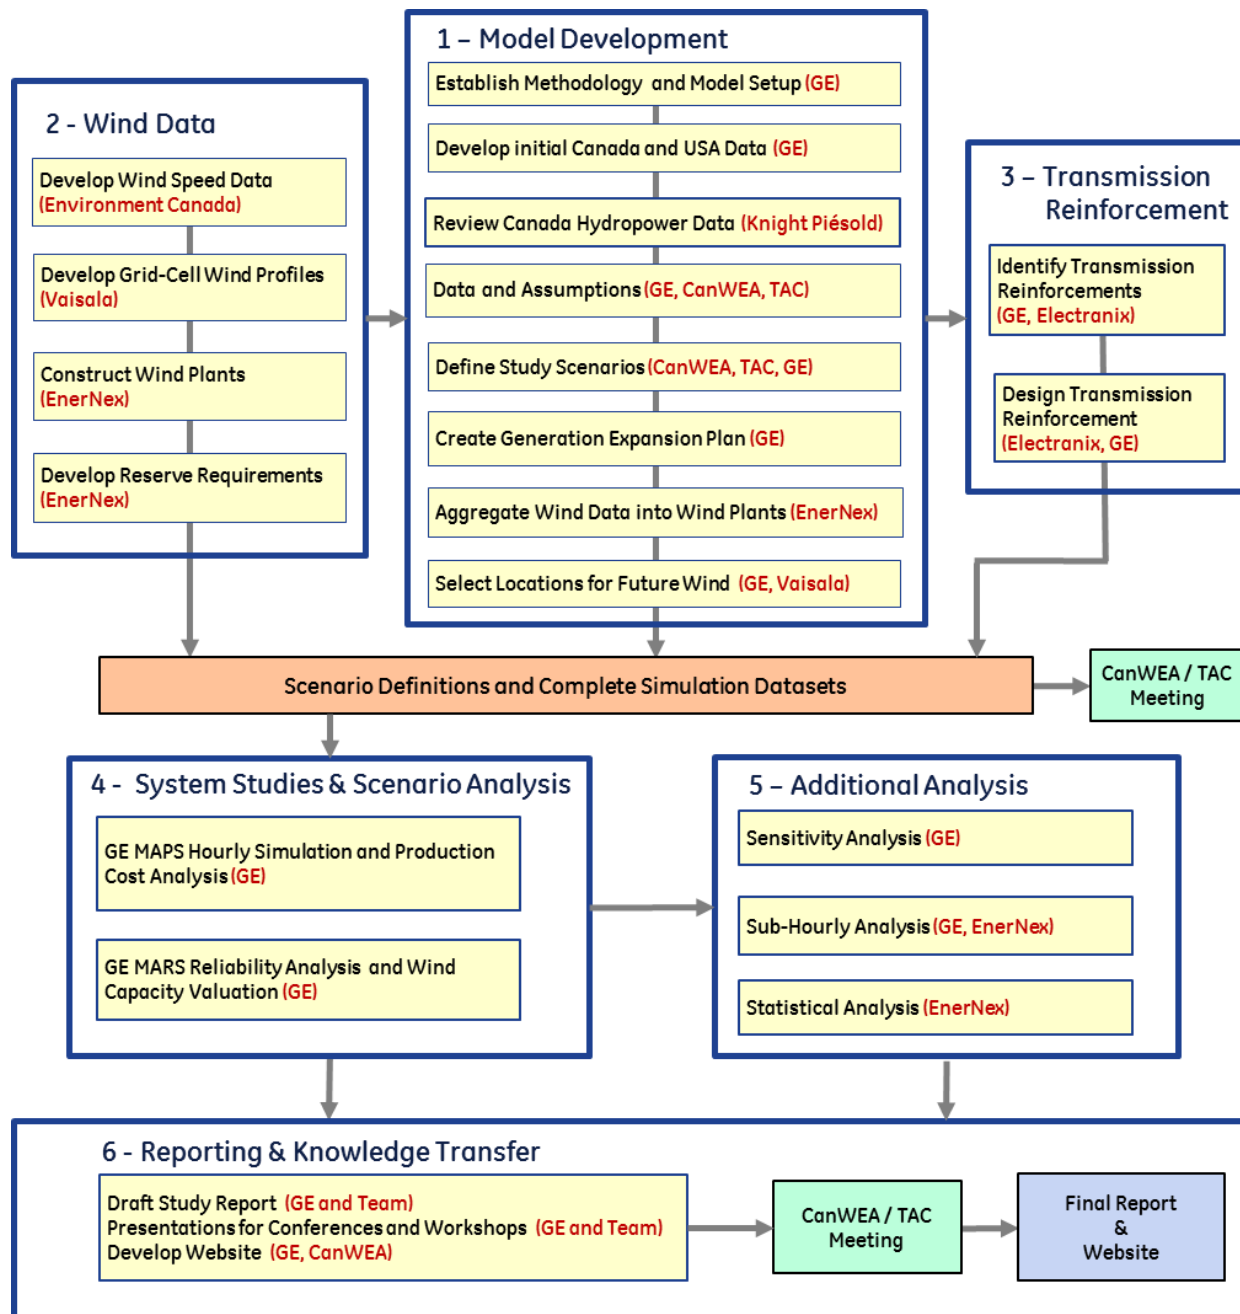 1 – Model Development
Establish Methodology and Model Setup (GE)
Develop initial Canada and USA Data (GE)
Review Canada Hydropower Data (Knight Piésold)
Data and Assumptions (GE, CanWEA, TAC)
Define Study Scenarios (CanWEA, TAC, GE)
Create Generation Expansion Plan (GE)
Aggregate Wind Data into Wind Plants (EnerNex)
Select Locations for Future Wind (GE, Vaisala)
2 - Wind Data
Develop Wind Speed Data
(Environment Canada)
Develop Grid-Cell Wind Profiles
(Vaisala)
Construct Wind Plants
(EnerNex)
Develop Reserve Requirements
(EnerNex)
3 – Transmission
Reinforcement
Identify Transmission
Reinforcements
(GE, Electranix)
Design Transmission
Reinforcement
(Electranix, GE)
Scenario Definitions and Complete Simulation Datasets
CanWEA / TAC
Meeting
4 - System Studies & Scenario Analysis
GE MAPS Hourly Simulation and Production
Cost Analysis (GE)
GE MARS Reliability Analysis and Wind
Capacity Valuation (GE)
5 – Additional Analysis
Sensitivity Analysis (GE)
Sub-Hourly Analysis (GE, EnerNex)
Statistical Analysis (EnerNex)
6 - Reporting & Knowledge Transfer
Draft Study Report (GE and Team)
Presentations for Conferences and Workshops (GE and Team)
Develop Website (GE, CanWEA)
CanWEA / TAC
Meeting
Final Report
&
Website